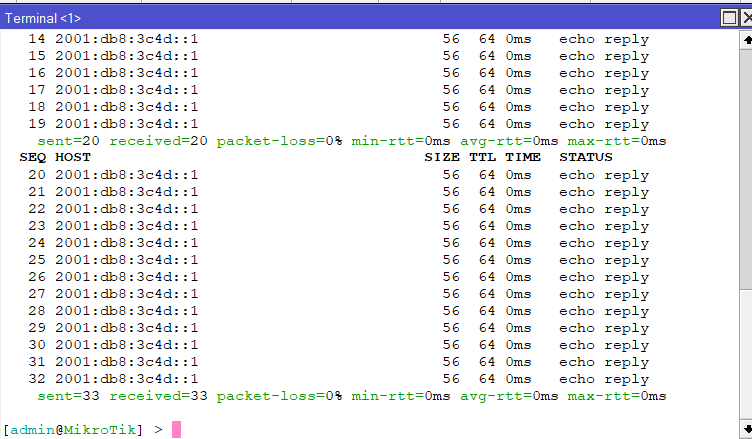 Terminal <1>
14 2001:db8:3c4d::1 56 64 0ms echo reply
15 2001:db8:3c4d::1 56 64 0ms echo reply
16 2001:db8:3c4d::1 56 64 0ms echo reply
17 2001:db8:3c4d::1 56 64 0ms echo reply
18 2001:db8:3c4d::1 56 64 0ms echo reply
19 2001:db8:3c4d::1 56 64 0ms echo reply
sent=20 received=20 packet-loss=0% min-rtt=0ms avg-rtt=0ms max-rtt=0ms
SEQ HOST SIZE TTL TIME STATUS
20 2001:db8:3c4d::1 56 64 0ms echo reply
21 2001:db8:3c4d::1 56 64 0ms echo reply
22 2001:db8:3c4d::1 56 64 0ms echo reply
23 2001:db8:3c4d::1 56 64 0ms echo reply
24 2001:db8:3c4d::1 56 64 0ms echo reply
25 2001:db8:3c4d::1 56 64 0ms echo reply
26 2001:db8:3c4d::1 56 64 0ms echo reply
27 2001:db8:3c4d::1 56 64 0ms echo reply
28 2001:db8:3c4d::1 56 64 0ms echo reply
29 2001:db8:3c4d::1 56 64 0ms echo reply
30 2001:db8:3c4d::1 56 64 0ms echo reply
31 2001:db8:3c4d::1 56 64 0ms echo reply
32 2001:db8:3c4d::1 56 64 0ms echo reply
sent=33 received=33 packet-loss=0% min-rtt=0ms avg-rtt=0ms max-rtt=0ms
[admin@MikroTik] >